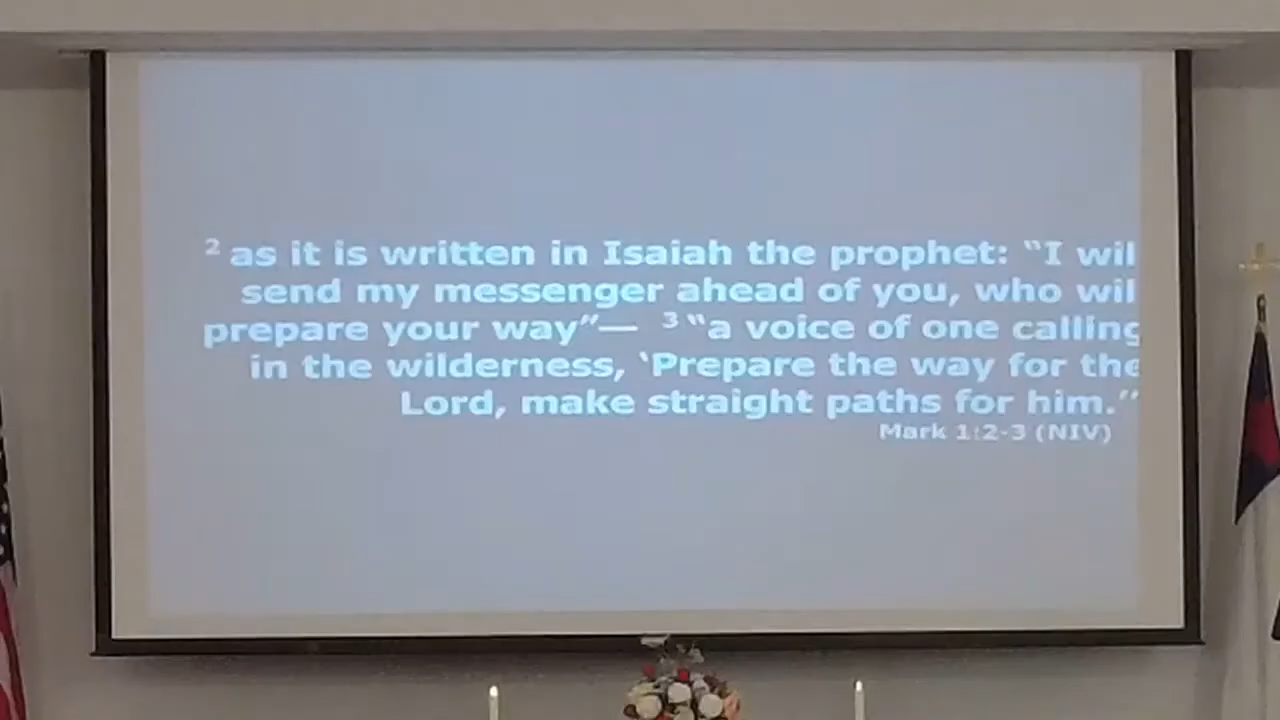 ² as it is written in Isaiah the prophet: “I wil
send my messenger ahead of you, who wil
prepare your way”— ³ “a voice of one calling
in the wilderness, ‘Prepare the way for the
Lord, make straight paths for him.’”
Mark 1:2-3 (NIV)